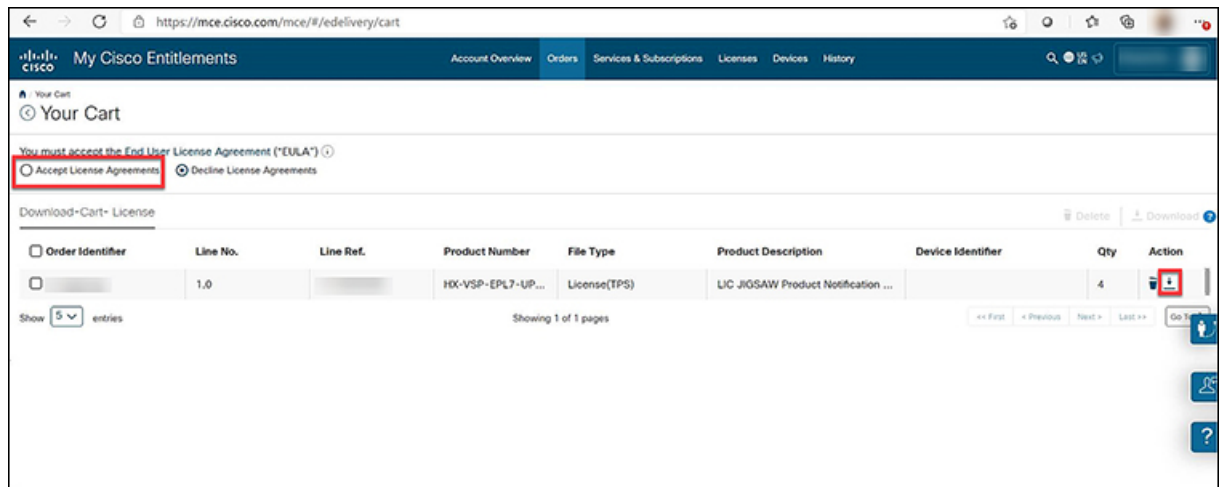 https://mce.cisco.com/mce/#/edelivery/cart
CISCO My Cisco Entitlements Account Overview Orders Services & Subscriptions Licenses Devices History
/ Your Cart
Your Cart
You must accept the End User License Agreement ("EULA")
Accept License Agreements Decline License Agreements
Download-Cart- License Delete Download ?
Order Identifier Line No. Line Ref. Product Number File Type Product Description Device Identifier Qty Action
1.0 HX-VSP-EPL7-UP... License(TPS) LIC JIGSAW Product Notification ... 4
Show 5 entries Showing 1 of 1 pages << First < Previous Next > Last >> Go
?